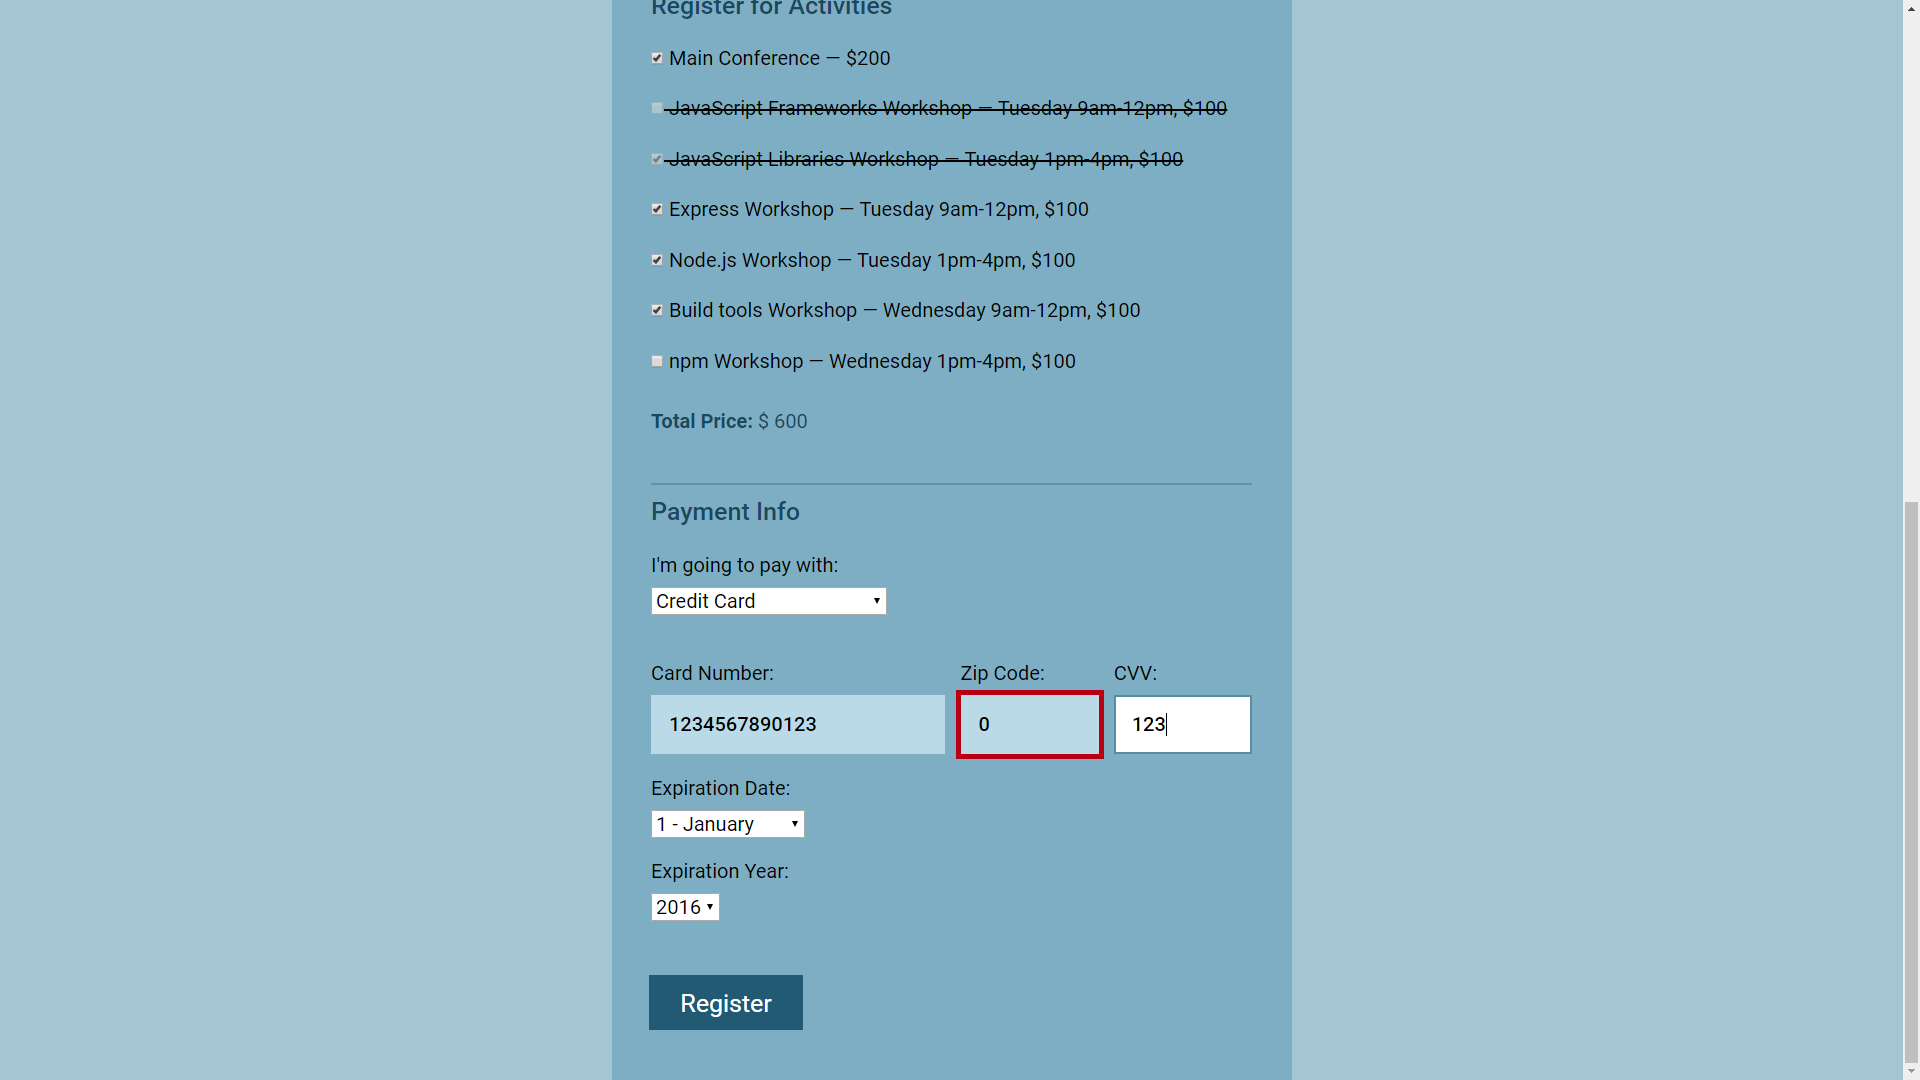 Register for Activities
Main Conference — $200
JavaScript Frameworks Workshop — Tuesday 9am-12pm, $100
JavaScript Libraries Workshop — Tuesday 1pm-4pm, $100
Express Workshop — Tuesday 9am-12pm, $100
Node.js Workshop — Tuesday 1pm-4pm, $100
Build tools Workshop — Wednesday 9am-12pm, $100
npm Workshop — Wednesday 1pm-4pm, $100
Total Price: $ 600
Payment Info
I'm going to pay with:
Credit Card
Card Number: Zip Code: CVV:
1234567890123 0 123
Expiration Date:
1 - January
Expiration Year:
2016
Register